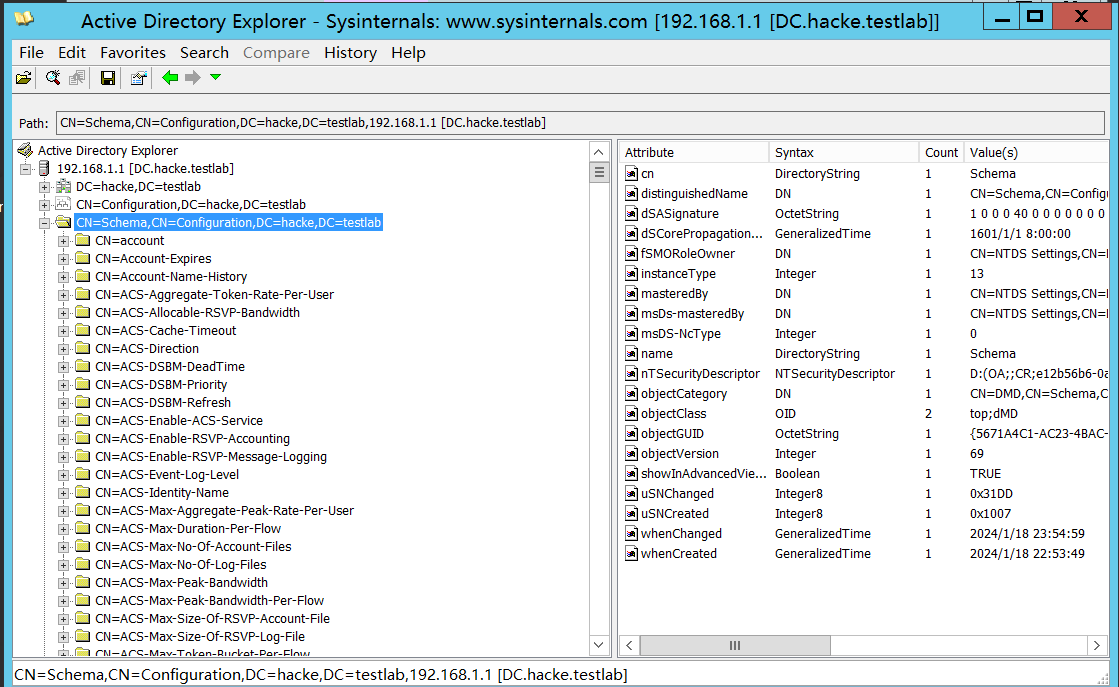 Active Directory Explorer - Sysinternals: www.sysinternals.com [192.168.1.1 [DC.hacke.testlab]]
File Edit Favorites Search Compare History Help
Path: CN=Schema,CN=Configuration,DC=hacke,DC=testlab,192.168.1.1 [DC.hacke.testlab]
Active Directory Explorer
192.168.1.1 [DC.hacke.testlab]
DC=hacke,DC=testlab
CN=Configuration,DC=hacke,DC=testlab
CN=Schema,CN=Configuration,DC=hacke,DC=testlab
CN=account
CN=Account-Expires
CN=Account-Name-History
CN=ACS-Aggregate-Token-Rate-Per-User
CN=ACS-Allocable-RSVP-Bandwidth
CN=ACS-Cache-Timeout
CN=ACS-Direction
CN=ACS-DSBM-DeadTime
CN=ACS-DSBM-Priority
CN=ACS-DSBM-Refresh
CN=ACS-Enable-ACS-Service
CN=ACS-Enable-RSVP-Accounting
CN=ACS-Enable-RSVP-Message-Logging
CN=ACS-Event-Log-Level
CN=ACS-Identity-Name
CN=ACS-Max-Aggregate-Peak-Rate-Per-User
CN=ACS-Max-Duration-Per-Flow
CN=ACS-Max-No-Of-Account-Files
CN=ACS-Max-No-Of-Log-Files
CN=ACS-Max-Peak-Bandwidth
CN=ACS-Max-Peak-Bandwidth-Per-Flow
CN=ACS-Max-Size-Of-RSVP-Account-File
CN=ACS-Max-Size-Of-RSVP-Log-File
CN=ACS-Max-Token-Bucket-Per-Flow
Attribute Syntax Count Value(s)
cn DirectoryString 1 Schema
distinguishedName DN 1 CN=Schema,CN=Configu
dSASignature OctetString 1 1 0 0 0 40 0 0 0 0 0 0 0 0
dSCorePropagation... GeneralizedTime 1 1601/1/1 8:00:00
fSMORoleOwner DN 1 CN=NTDS Settings,CN=
instanceType Integer 1 13
masteredBy DN 1 CN=NTDS Settings,CN=
msDs-masteredBy DN 1 CN=NTDS Settings,CN=
msDS-NcType Integer 1 0
name DirectoryString 1 Schema
nTSecurityDescriptor NTSecurityDescriptor 1 D:(OA;;CR;e12b56b6-0a
objectCategory DN 1 CN=DMD,CN=Schema,C
objectClass OID 2 top;dMD
objectGUID OctetString 1 {5671A4C1-AC23-4BAC-
objectVersion Integer 1 69
showInAdvancedVie... Boolean 1 TRUE
uSNChanged Integer8 1 0x31DD
uSNCreated Integer8 1 0x1007
whenChanged GeneralizedTime 1 2024/1/18 23:54:59
whenCreated GeneralizedTime 1 2024/1/18 22:53:49
CN=Schema,CN=Configuration,DC=hacke,DC=testlab,192.168.1.1 [DC.hacke.testlab]